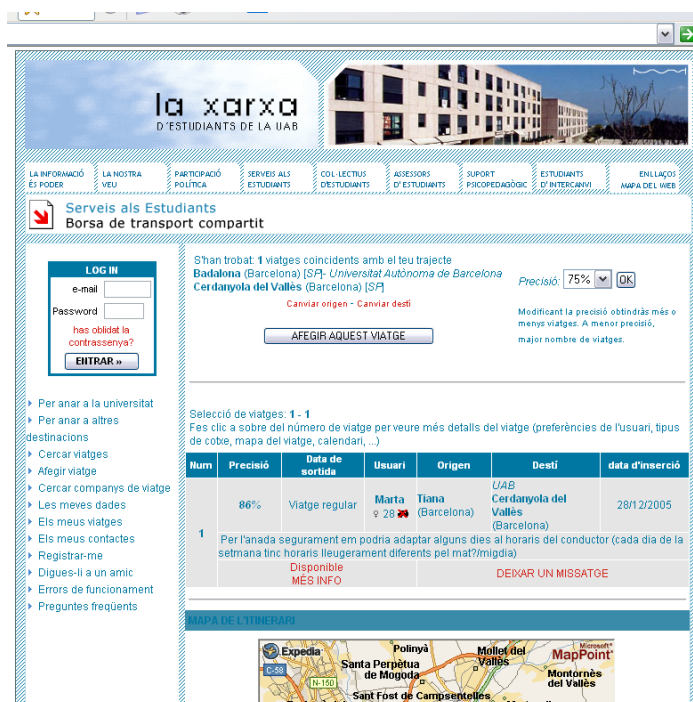 la xarxa
D'ESTUDIANTS DE LA UAB
LA INFORMACIÓ
ÉS PODER
LA NOSTRA
VEU
PARTICIPACIÓ
POLÍTICA
SERVEIS ALS
ESTUDIANTS
COL·LECTIUS
D'ESTUDIANTS
ASSESSORS
D'ESTUDIANTS
SUPORT
PSICOPEDAGÒGIC
ESTUDIANTS
D'INTERCANVI
ENLLAÇOS
MAPA DEL WEB
Serveis als Estudiants
Borsa de transport compartit
LOG IN
e-mail
Password
has oblidat la
contrassenya?
ENTRAR »
Per anar a la universitat
Per anar a altres
destinacions
Cercar viatges
Afegir viatge
Cercar companys de viatge
Les meves dades
Els meus viatges
Els meus contactes
Registrar-me
Digues-li a un amic
Errors de funcionament
Preguntes freqüents
S'han trobat: 1 viatges coincidents amb el teu trajecte
Badalona (Barcelona) [SP]- Universitat Autònoma de Barcelona
Cerdanyola del Vallès (Barcelona) [SP]
Canviar origen - Canviar destí
AFEGIR AQUEST VIATGE
Precisió: 75% OK
Modificant la precisió obtindràs més o
menys viatges. A menor precisió,
major nombre de viatges.
Selecció de viatges: 1 - 1
Fes clic a sobre del número de viatge per veure més detalls del viatge (preferències de l'usuari, tipus
de cotxe, mapa del viatge, calendari, ...)
Num Precisió Data de sortida Usuari Origen Destí data d'inserció
1
86%
Viatge regular
Marta
♀ 28
Tiana
(Barcelona)
UAB
Cerdanyola del
Vallès
(Barcelona)
28/12/2005
Per l'anada segurament em podria adaptar alguns dies al horaris del conductor (cada dia de la
setmana tinc horaris lleugerament diferents pel mat?/migdia)
Disponible
MÉS INFO
DEIXAR UN MISSATGE
MAPA DE L'ITINERARI
Expedia
Microsoft
MapPoint
C-58
N-150
Polinyà
Santa Perpètua
de Mogoda
Mollet del
Vallès
Montornès
del Vallès
Sant Fost de Campsentelles